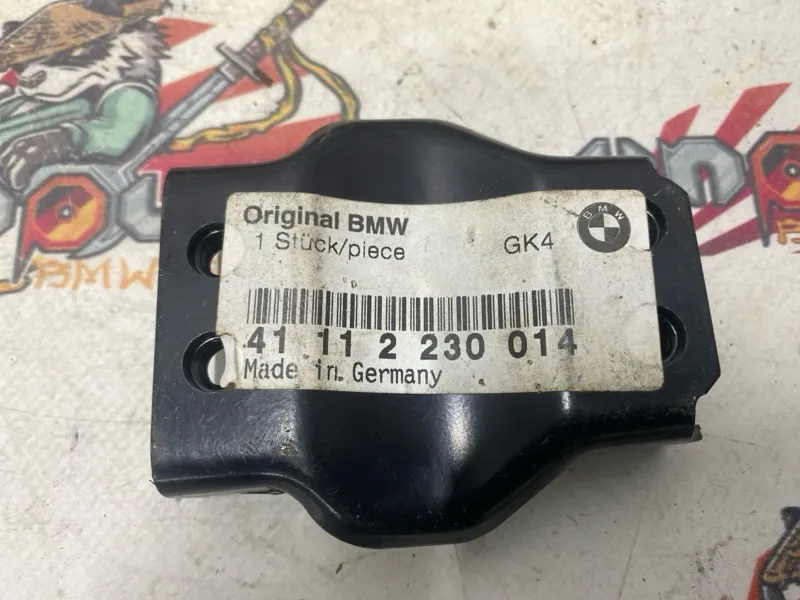 Original BMW
1 Stück/piece GK4
BMW
41 11 2 230 014
Made in Germany
BMW